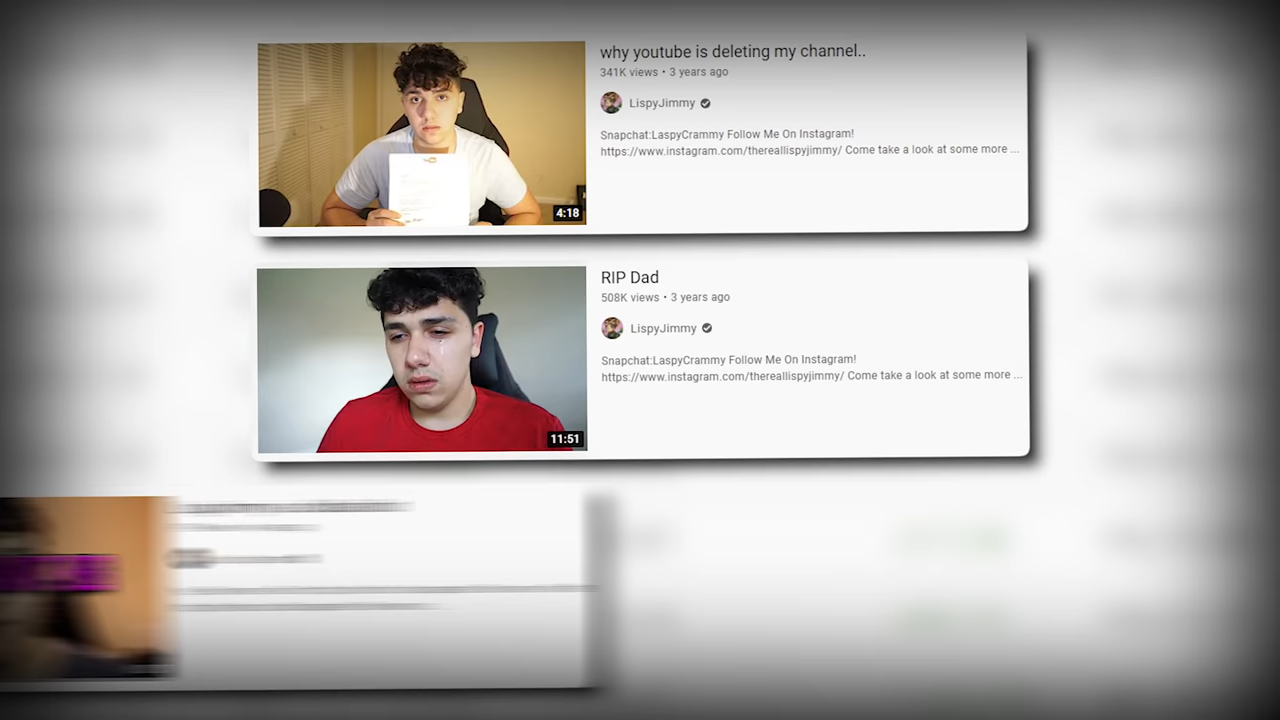 why youtube is deleting my channel..
341K views • 3 years ago
LispyJimmy
Snapchat:LaspyCrammy Follow Me On Instagram!
https://www.instagram.com/thereallispyjimmy/ Come take a look at some more ...
4:18
RIP Dad
508K views • 3 years ago
LispyJimmy
Snapchat:LaspyCrammy Follow Me On Instagram!
https://www.instagram.com/thereallispyjimmy/ Come take a look at some more ...
11:51